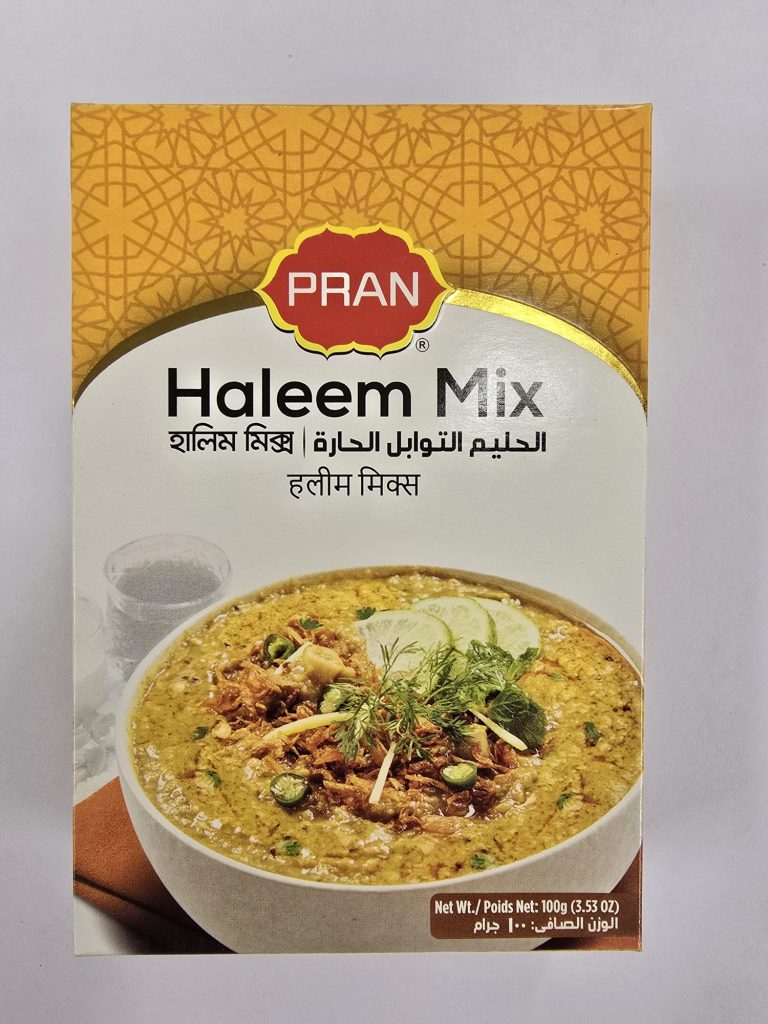 PRAN
®
Haleem Mix
হালিম মিক্স | الحليم التوابل الحارة
हलीम मिक्स
Net Wt./ Poids Net: 100g (3.53 OZ)
الوزن الصافى: ١٠٠ جرام